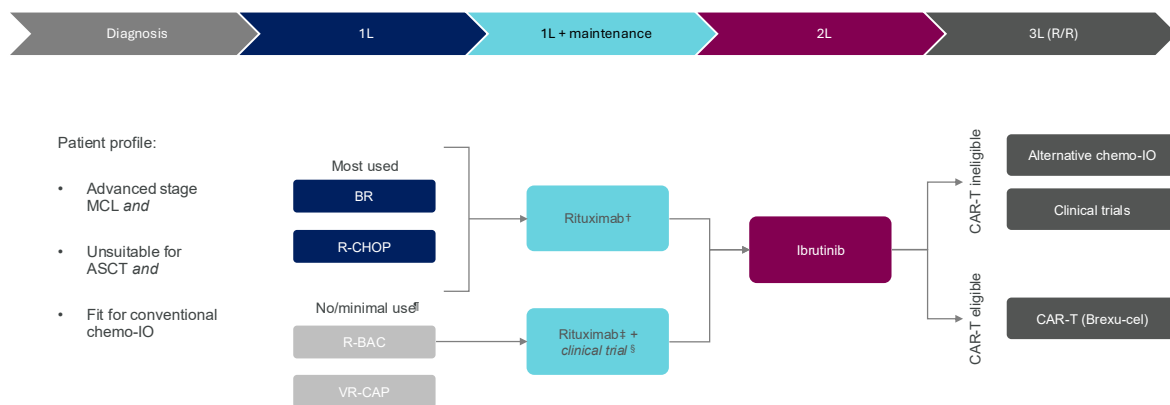 Diagnosis
1L
1L + maintenance
2L
3L (R/R)
Patient profile:
• Advanced stage
MCL and
• Unsuitable for
ASCT and
• Fit for conventional
chemo-IO
Most used
BR
R-CHOP
No/minimal use¶
R-BAC
VR-CAP
Rituximab†
Rituximab‡ +
clinical trial §
Ibrutinib
CAR-T ineligible
Alternative chemo-IO
Clinical trials
CAR-T eligible
CAR-T (Brexu-cel)